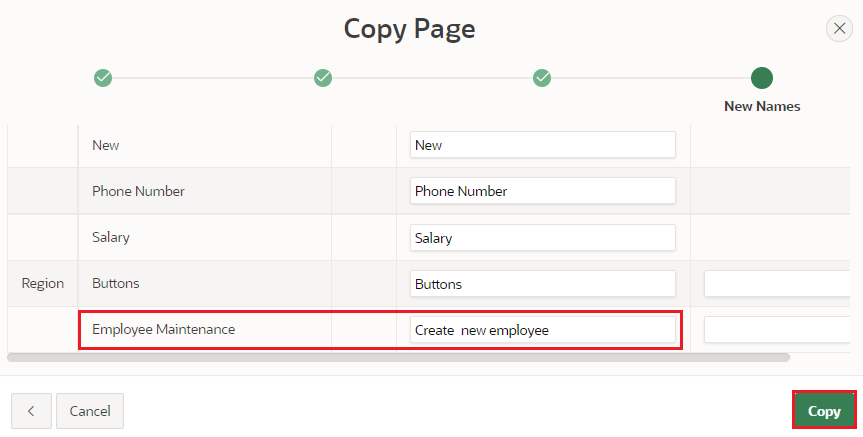 Copy Page
New Names
New New
Phone Number Phone Number
Salary Salary
Region Buttons Buttons
Employee Maintenance Create  new employee
< Cancel Copy